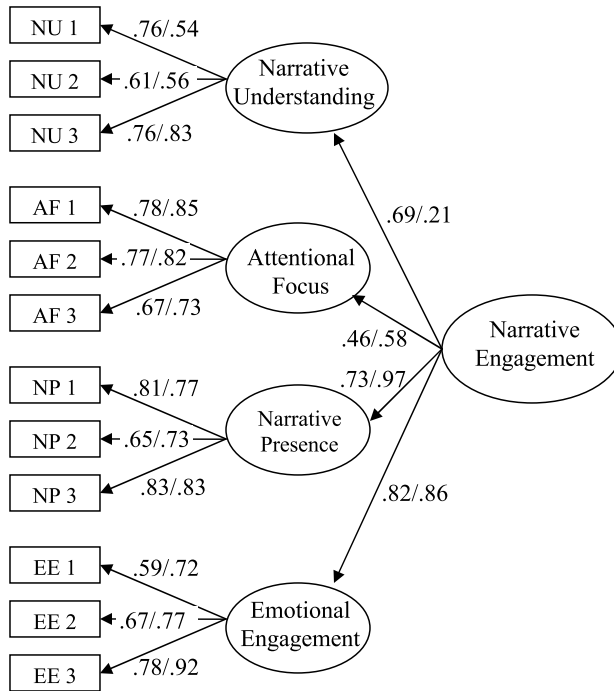 NU 1
.76/.54
NU 2
.61/.56
NU 3
.76/.83
Narrative
Understanding
.69/.21
AF 1
.78/.85
AF 2
.77/.82
AF 3
.67/.73
Attentional
Focus
.46/.58
Narrative
Engagement
NP 1
.81/.77
NP 2
.65/.73
NP 3
.83/.83
Narrative
Presence
.73/.97
.82/.86
EE 1
.59/.72
EE 2
.67/.77
EE 3
.78/.92
Emotional
Engagement